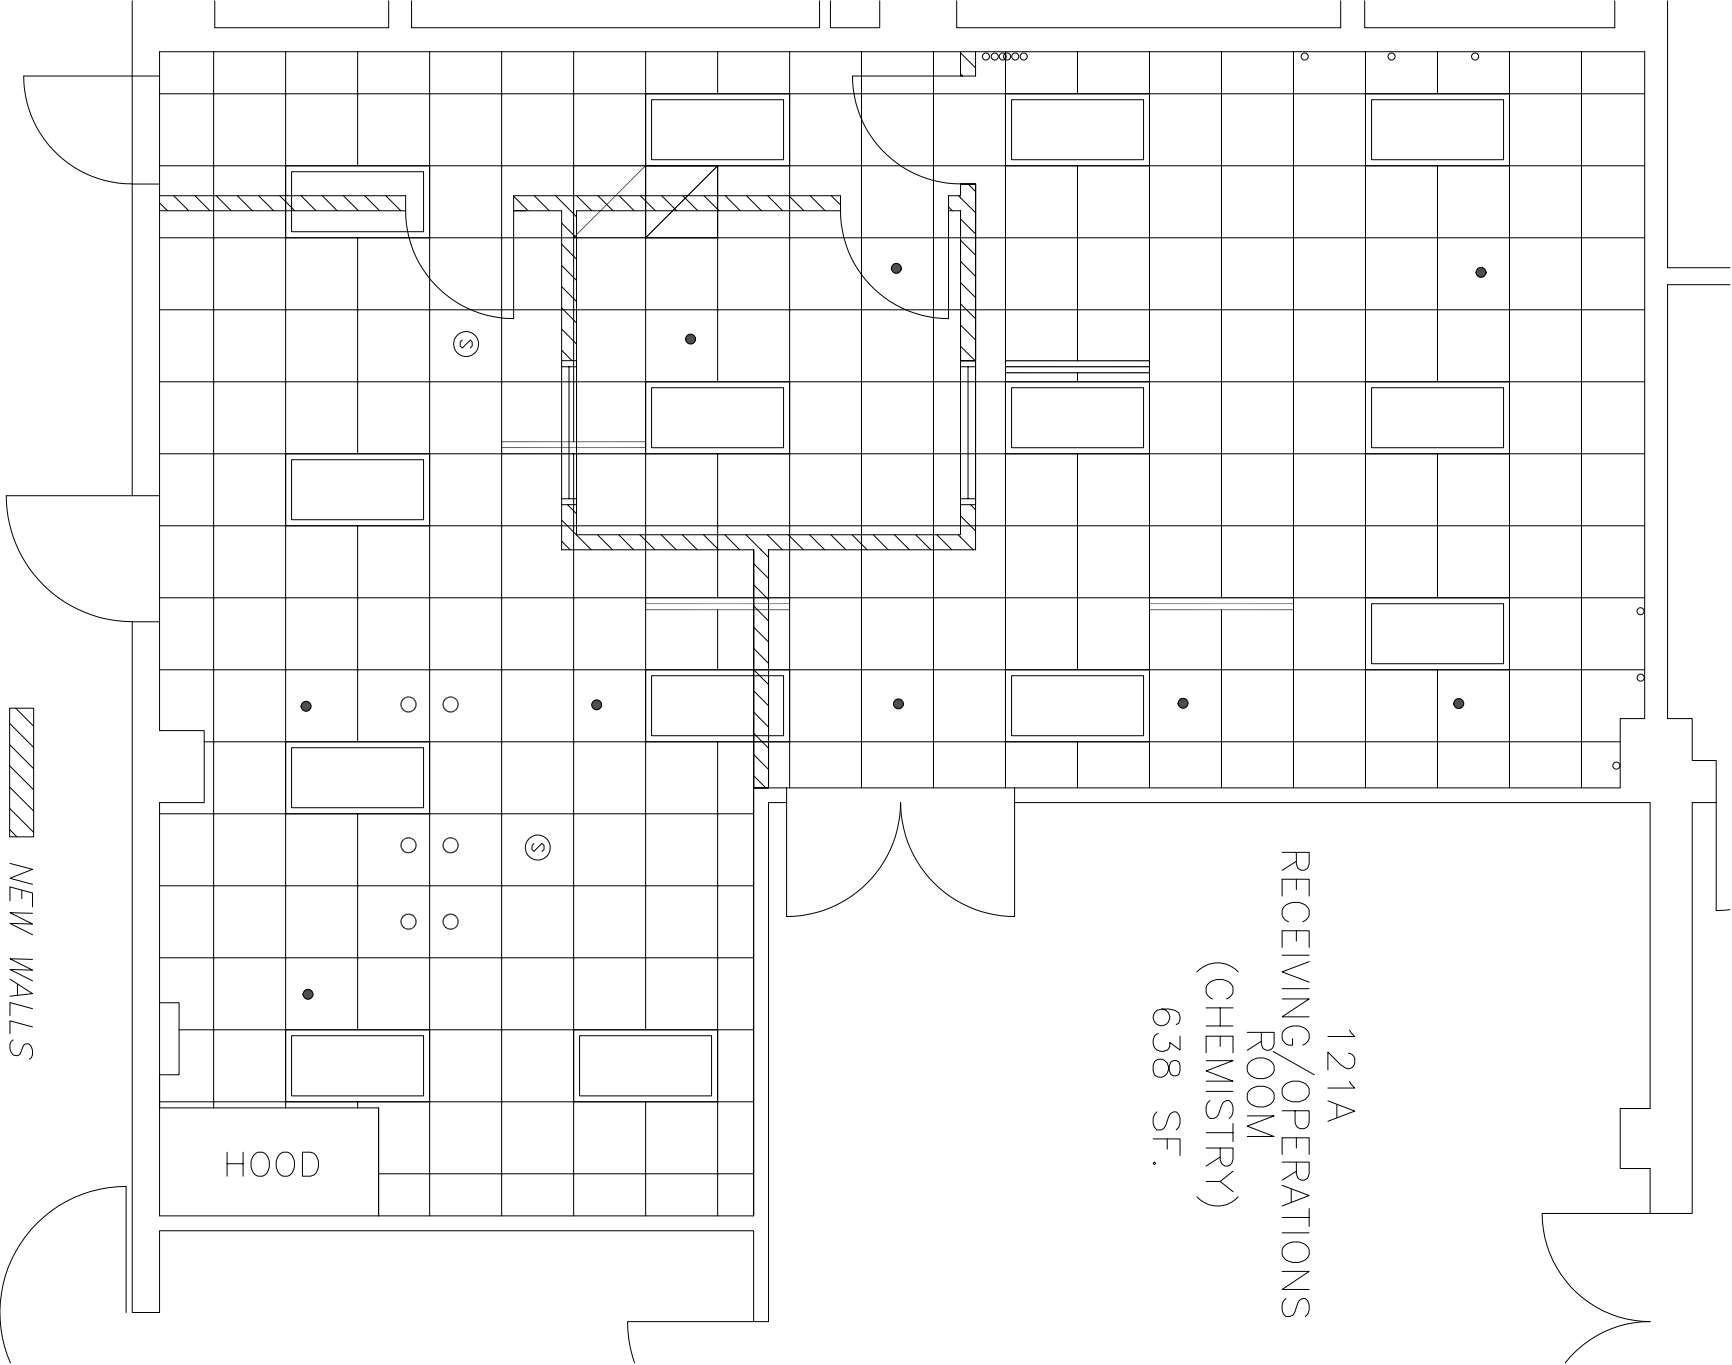 121A
RECEIVING/OPERATIONS
ROOM
(CHEMISTRY)
638 SF.
HOOD
NEW WALLS
S
S